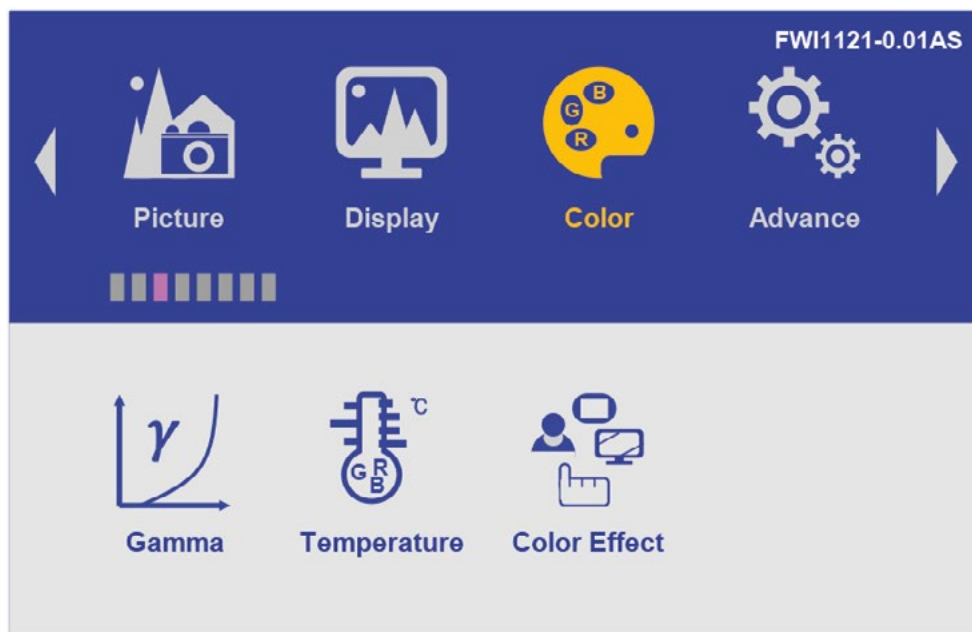 FWI1121-0.01AS
B
G
R
Picture
Display
Color
Advance
γ
°C
G R
B
Gamma
Temperature
Color Effect